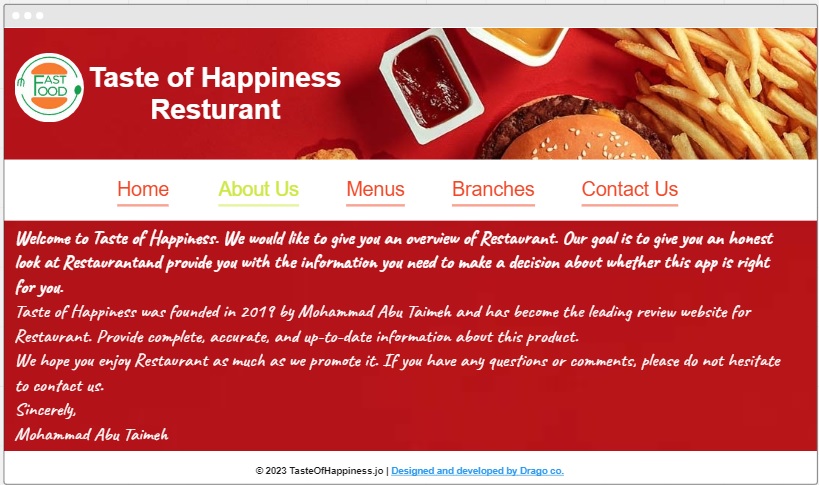 FAST
FOOD
Taste of Happiness
Resturant
Home About Us Menus Branches Contact Us
Welcome to Taste of Happiness. We would like to give you an overview of Restaurant. Our goal is to give you an honest
look at Restaurantand provide you with the information you need to make a decision about whether this app is right
for you.
Taste of Happiness was founded in 2019 by Mohammad Abu Taimeh and has become the leading review website for
Restaurant. Provide complete, accurate, and up-to-date information about this product.
We hope you enjoy Restaurant as much as we promote it. If you have any questions or comments, please do not hesitate
to contact us.
Sincerely,
Mohammad Abu Taimeh
© 2023 TasteOfHappiness.jo | Designed and developed by Drago co.